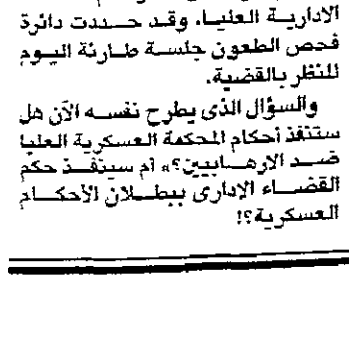 الادارية العليا. وقد حددت دائرة
فحص الطعون جلسة طارئة اليوم
للنظر بالقضية.
والسؤال الذى يطرح نفسه الآن هل
ستنفذ أحكام المحكمة العسكرية العليا
ضد الارهابيين؟» أم سينفذ حكم
القضاء الإدارى ببطلان الأحكام
العسكرية؟!